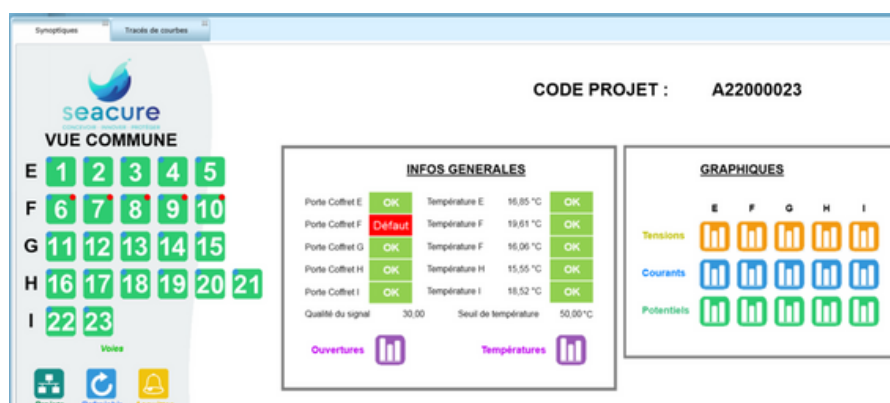 Synoptiques
Tracés de courbes
seacure
CONCEVOIR - INNOVER - PROTÉGER
VUE COMMUNE
E 1 2 3 4 5
F 6 7 8 9 10
G 11 12 13 14 15
H 16 17 18 19 20 21
I 22 23
Voies
CODE PROJET : A22000023
INFOS GENERALES
Porte Coffret E OK Température E 16,85 °C OK
Porte Coffret F Défaut Température F 19,61 °C OK
Porte Coffret G OK Température F 16,06 °C OK
Porte Coffret H OK Température H 15,55 °C OK
Porte Coffret I OK Température I 18,52 °C OK
Qualité du signal 30,00 Seuil de température 50,00°C
Ouvertures Températures
GRAPHIQUES
E F G H I
Tensions
Courants
Potentiels